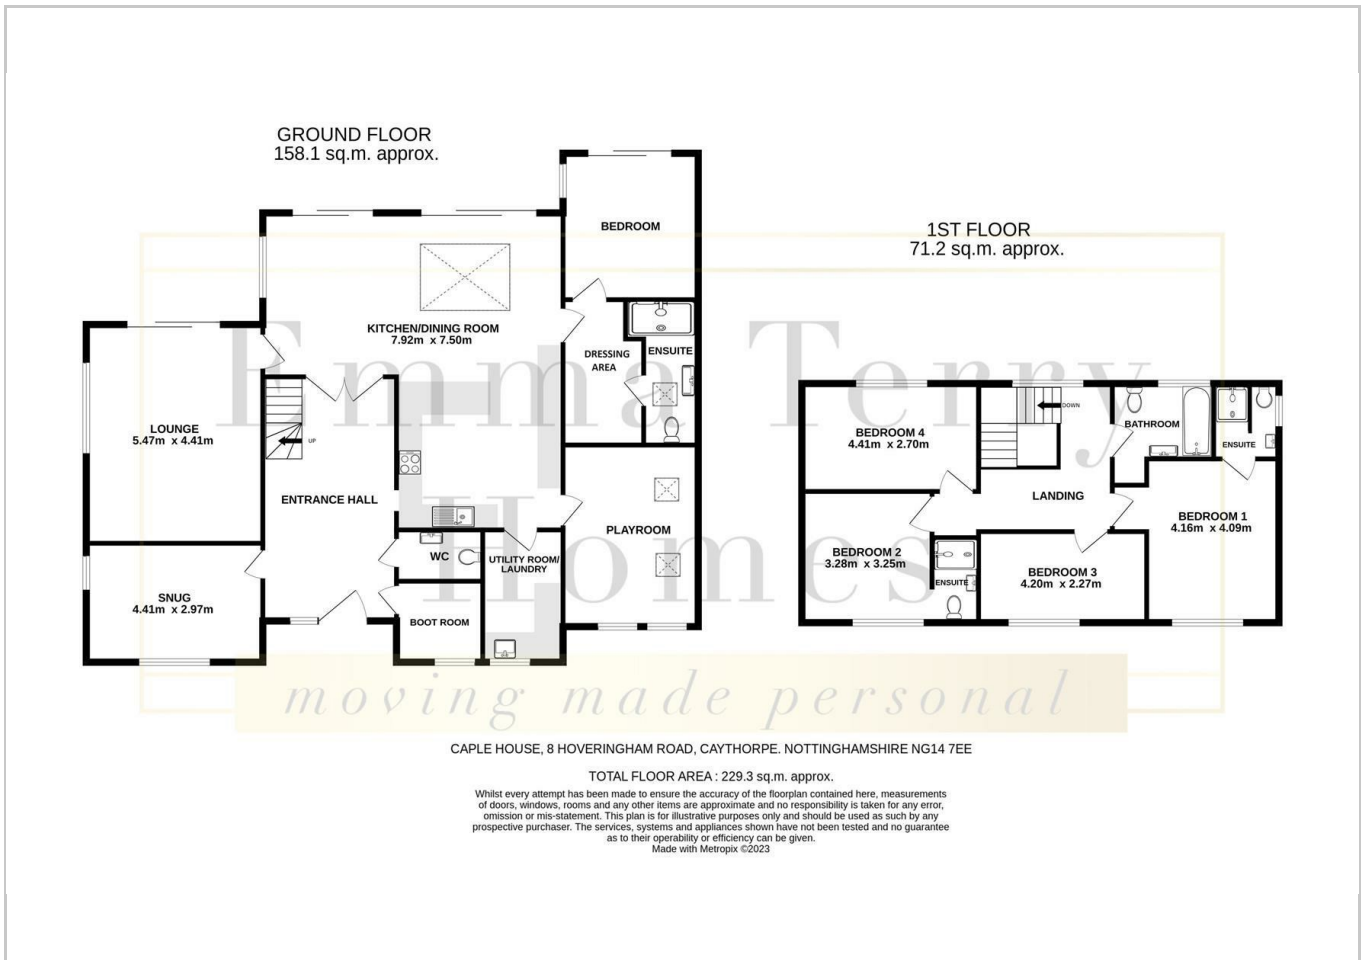 GROUND FLOOR
158.1 sq.m. approx.
BEDROOM
KITCHEN/DINING ROOM
7.92m x 7.50m
DRESSING
AREA
ENSUITE
LOUNGE
5.47m x 4.41m
UP
ENTRANCE HALL
PLAYROOM
WC
UTILITY ROOM/
LAUNDRY
SNUG
4.41m x 2.97m
BOOT ROOM
1ST FLOOR
71.2 sq.m. approx.
DOWN
BATHROOM
BEDROOM 4
4.41m x 2.70m
ENSUITE
LANDING
BEDROOM 1
4.16m x 4.09m
BEDROOM 2
3.28m x 3.25m
ENSUITE
BEDROOM 3
4.20m x 2.27m
Emma Terry
Homes
moving made personal
CAPLE HOUSE, 8 HOVERINGHAM ROAD, CAYTHORPE. NOTTINGHAMSHIRE NG14 7EE
TOTAL FLOOR AREA : 229.3 sq.m. approx.
Whilst every attempt has been made to ensure the accuracy of the floorplan contained here, measurements
of doors, windows, rooms and any other items are approximate and no responsibility is taken for any error,
omission or mis-statement. This plan is for illustrative purposes only and should be used as such by any
prospective purchaser. The services, systems and appliances shown have not been tested and no guarantee
as to their operability or efficiency can be given.
Made with Metropix ©2023